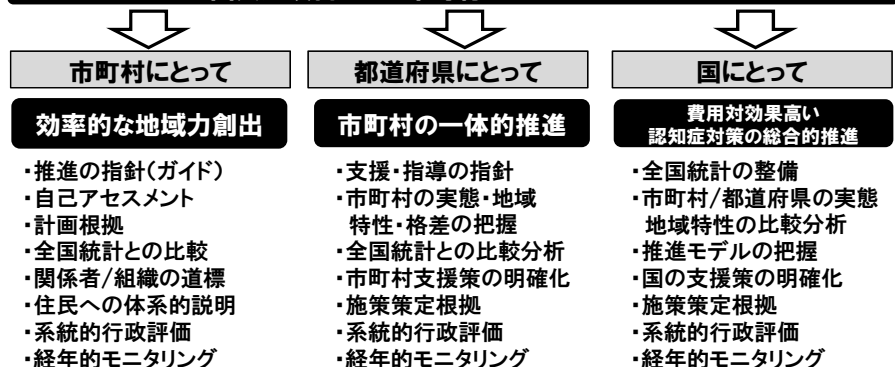 市町村にとって
効率的な地域力創出
・推進の指針(ガイド)
・自己アセスメント
・計画根拠
・全国統計との比較
・関係者/組織の道標
・住民への体系的説明
・系統的行政評価
・経年的モニタリング
都道府県にとって
市町村の一体的推進
・支援・指導の指針
・市町村の実態・地域
特性・格差の把握
・全国統計との比較分析
・市町村支援策の明確化
・施策策定根拠
・系統的行政評価
・経年的モニタリング
国にとって
費用対効果高い
認知症対策の総合的推進
・全国統計の整備
・市町村/都道府県の実態
地域特性の比較分析
・推進モデルの把握
・国の支援策の明確化
・施策策定根拠
・系統的行政評価
・経年的モニタリング